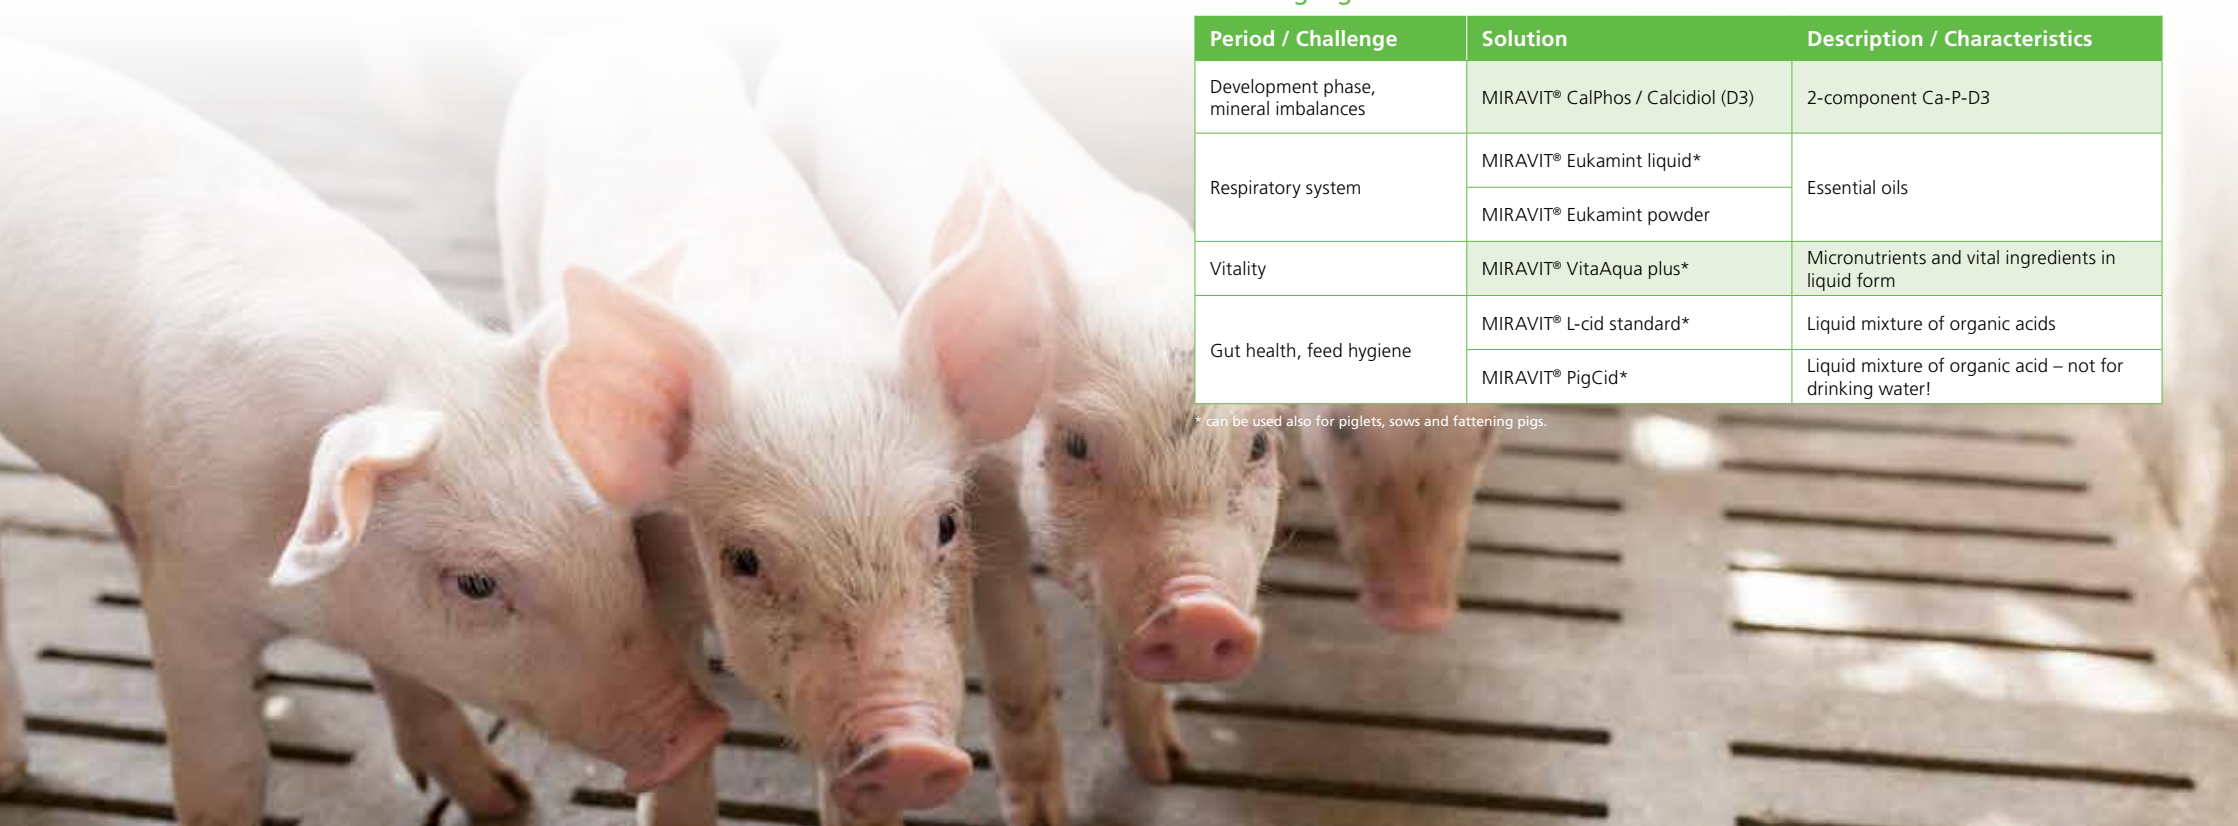 Period / Challenge Solution Description / Characteristics
Development phase,
mineral imbalances
MIRAVIT® CalPhos / Calcidiol (D3)
2-component Ca-P-D3
Respiratory system
MIRAVIT® Eukamint liquid*
MIRAVIT® Eukamint powder
Essential oils
Vitality
MIRAVIT® VitaAqua plus*
Micronutrients and vital ingredients in
liquid form
Gut health, feed hygiene
MIRAVIT® L-cid standard*
Liquid mixture of organic acids
MIRAVIT® PigCid*
Liquid mixture of organic acid – not for
drinking water!
* can be used also for piglets, sows and fattening pigs.